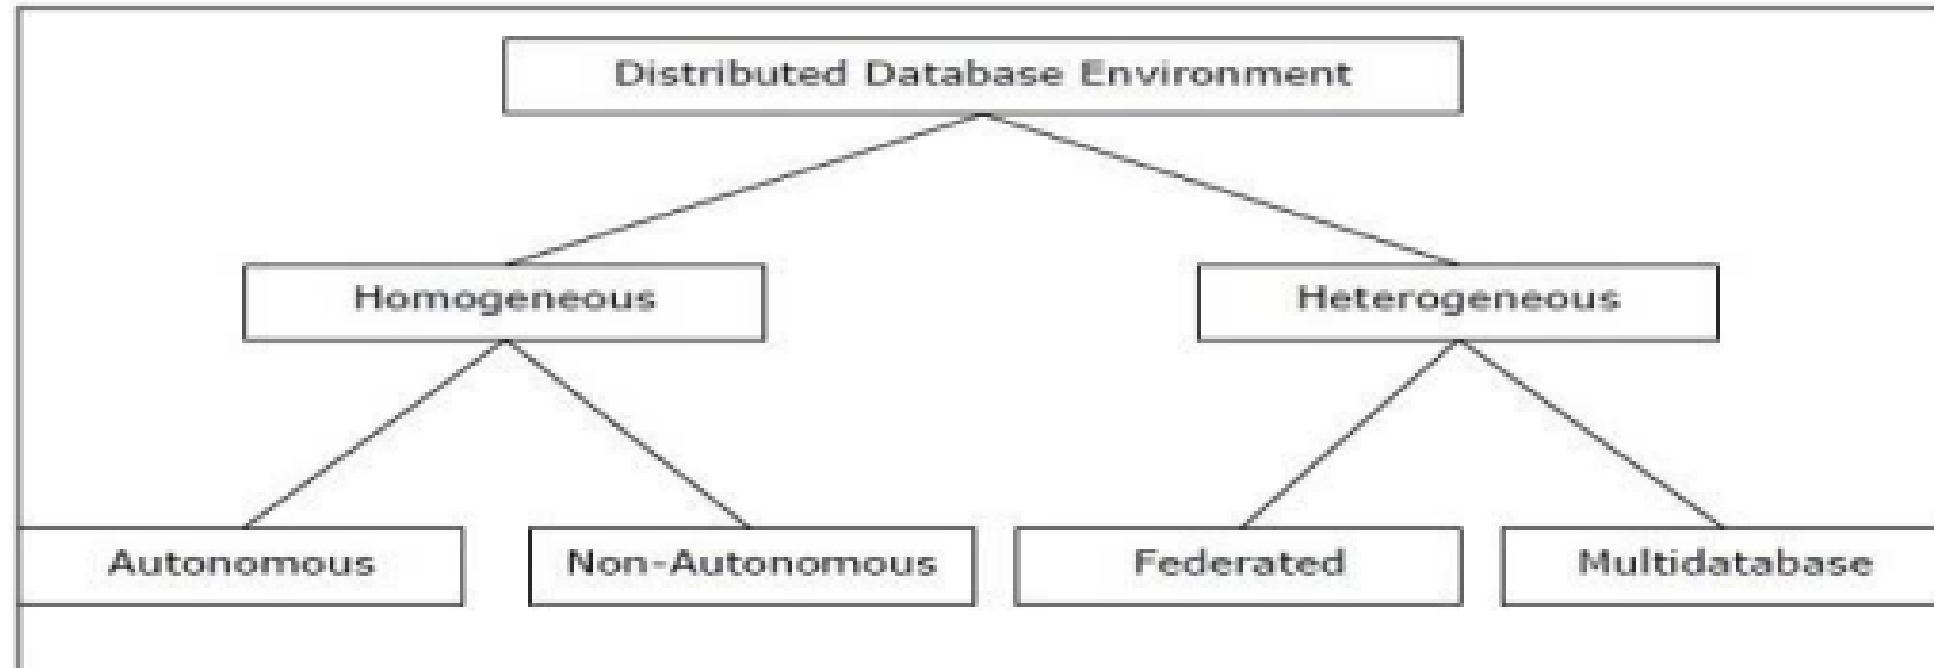 Distributed Database Environment
Homogeneous
Heterogeneous
Autonomous
Non-Autonomous
Federated
Multidatabase